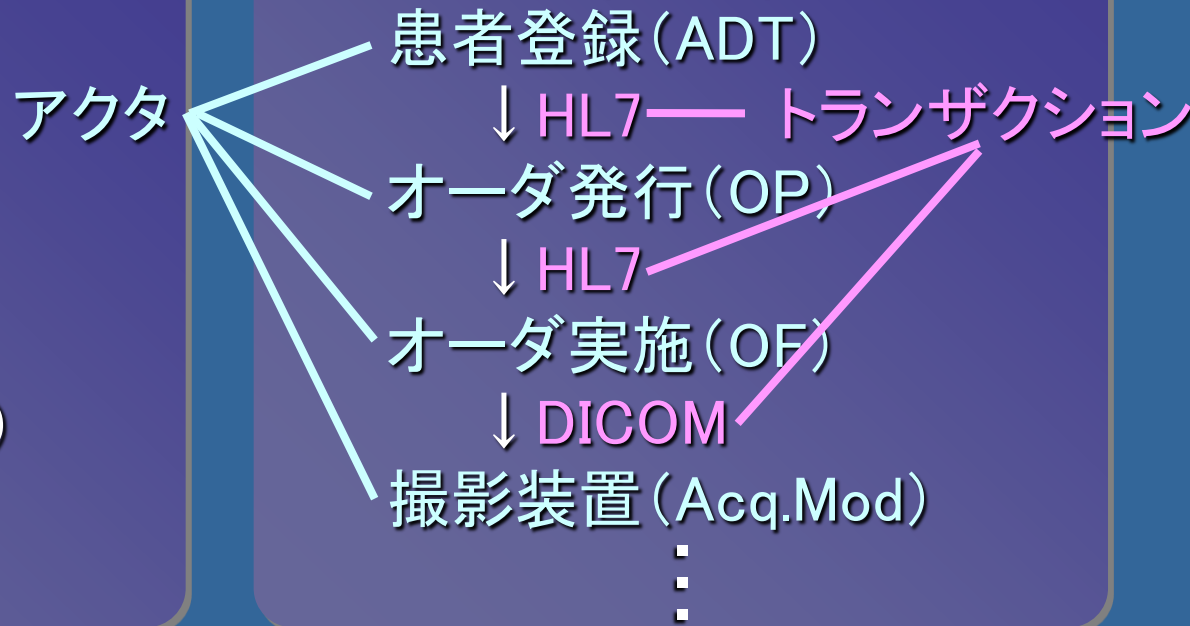 患者登録(ADT)
アクタ
↓HL7
トランザクション
オーダ発行(OP)
↓HL7
オーダ実施(OF)
↓DICOM
)
撮影装置(Acq.Mod)